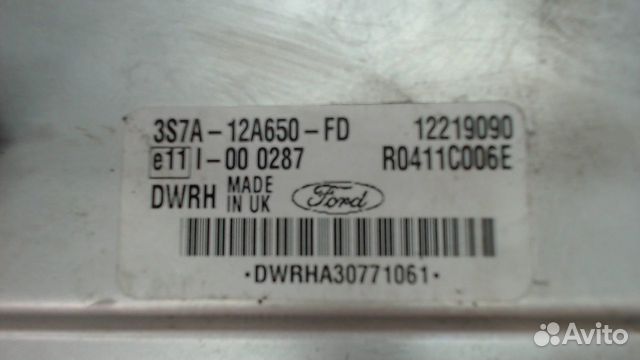 3S7A-12A650-FD 12219090
e11 I-00 0287 R0411C006E
DWRH MADE IN UK Ford
·DWRHA30771061·
Avito